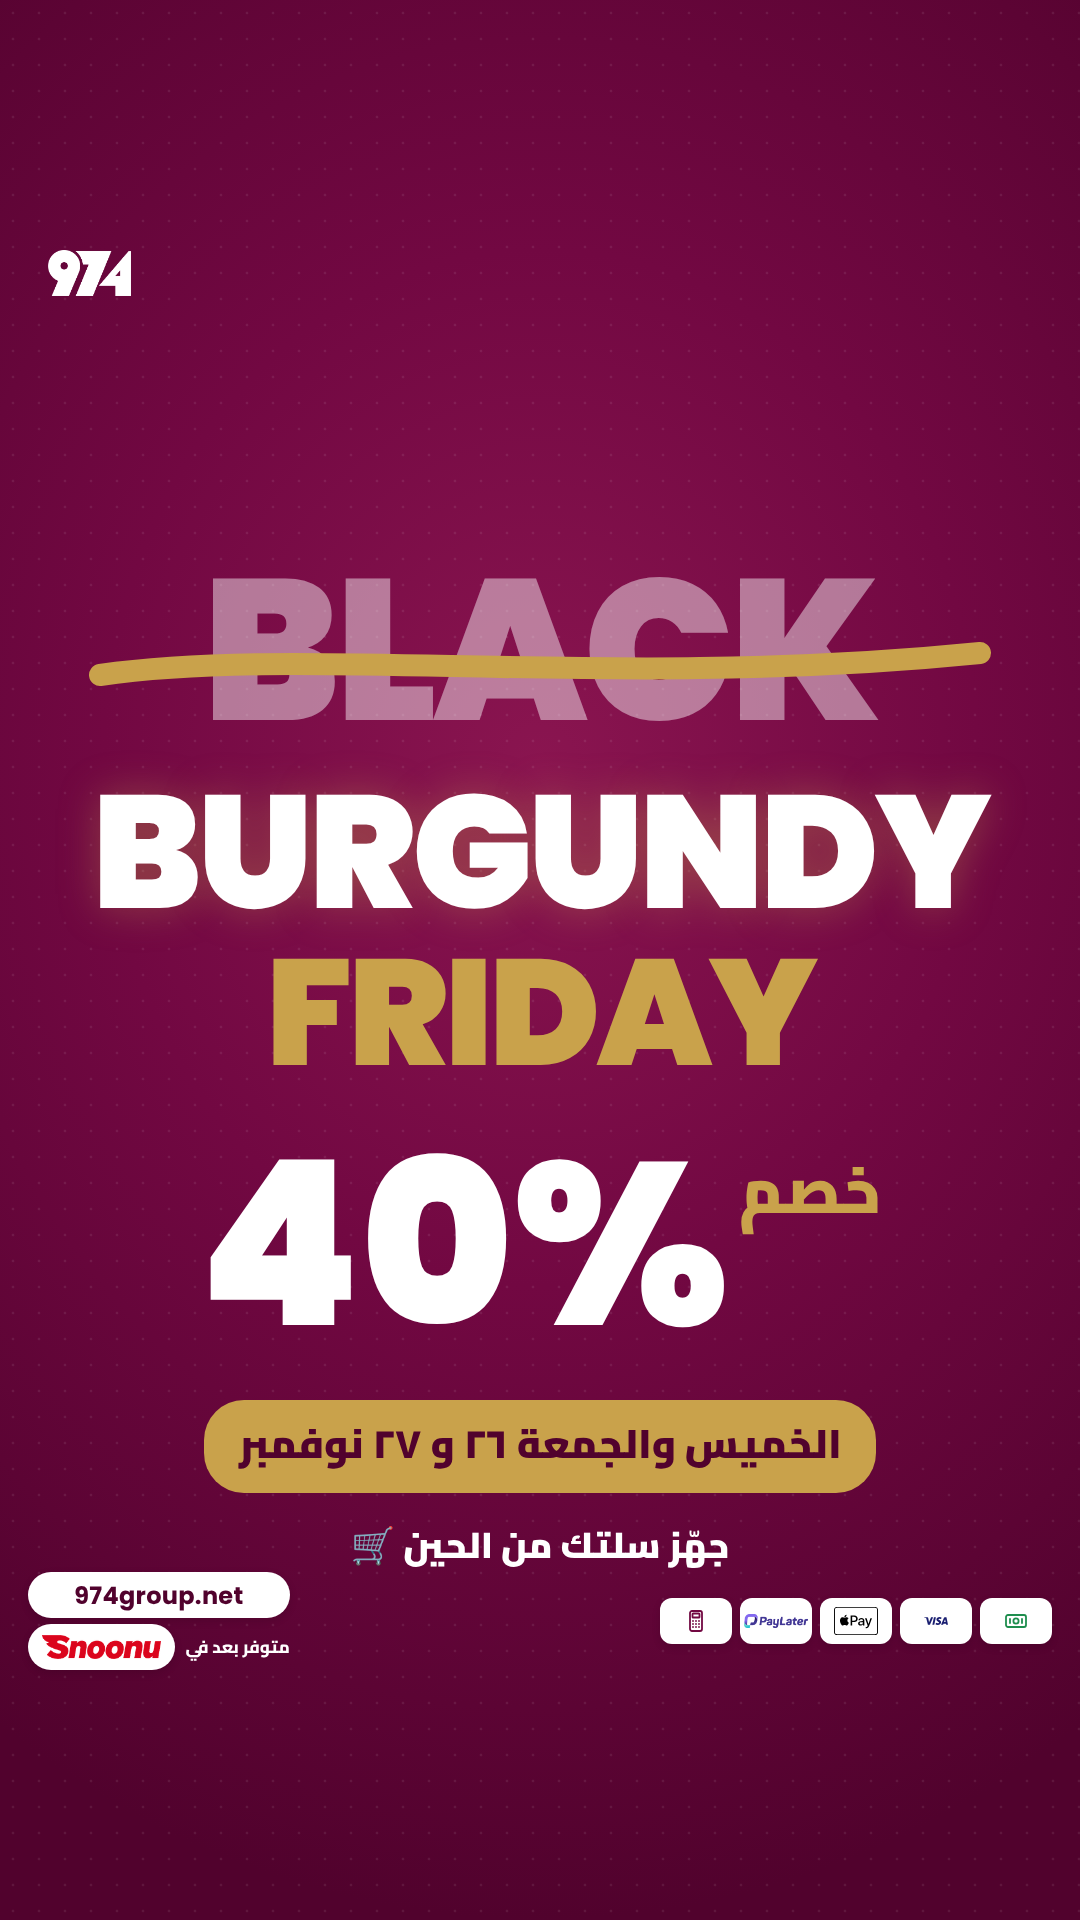 974
BLACK
BURGUNDY
FRIDAY
خصم 40%
الخميس والجمعة ٢٦ و ٢٧ نوفمبر
جهّز سلتك من الحين 🛒
974group.net
متوفر بعد في Snoonu
PayLater
Pay
VISA